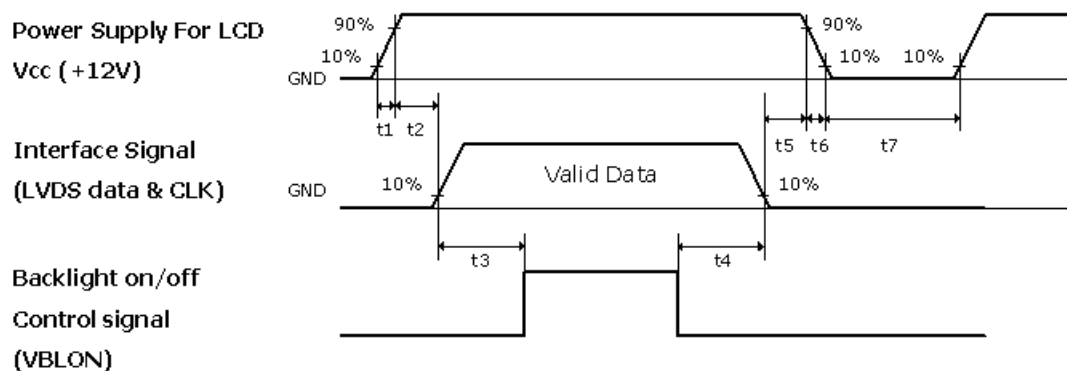 Power Supply For LCD
Vcc ( +12V)
90%
10%
GND
90%
10%
10%
t1
t2
t5
t6
t7
Interface Signal
(LVDS data & CLK)
GND
10%
Valid Data
10%
t3
t4
Backlight on/off
Control signal
(VBLON)